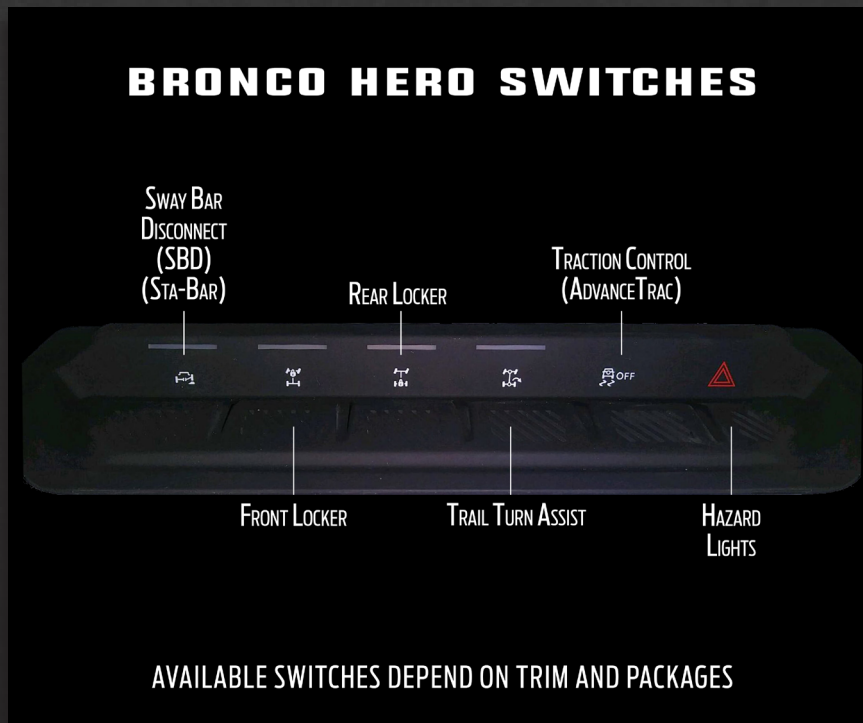 BRONCO HERO SWITCHES
Sway Bar
Disconnect
(SBD)
(Sta-Bar)
Rear Locker
Traction Control
(AdvanceTrac)
OFF
Front Locker
Trail Turn Assist
Hazard
Lights
AVAILABLE SWITCHES DEPEND ON TRIM AND PACKAGES